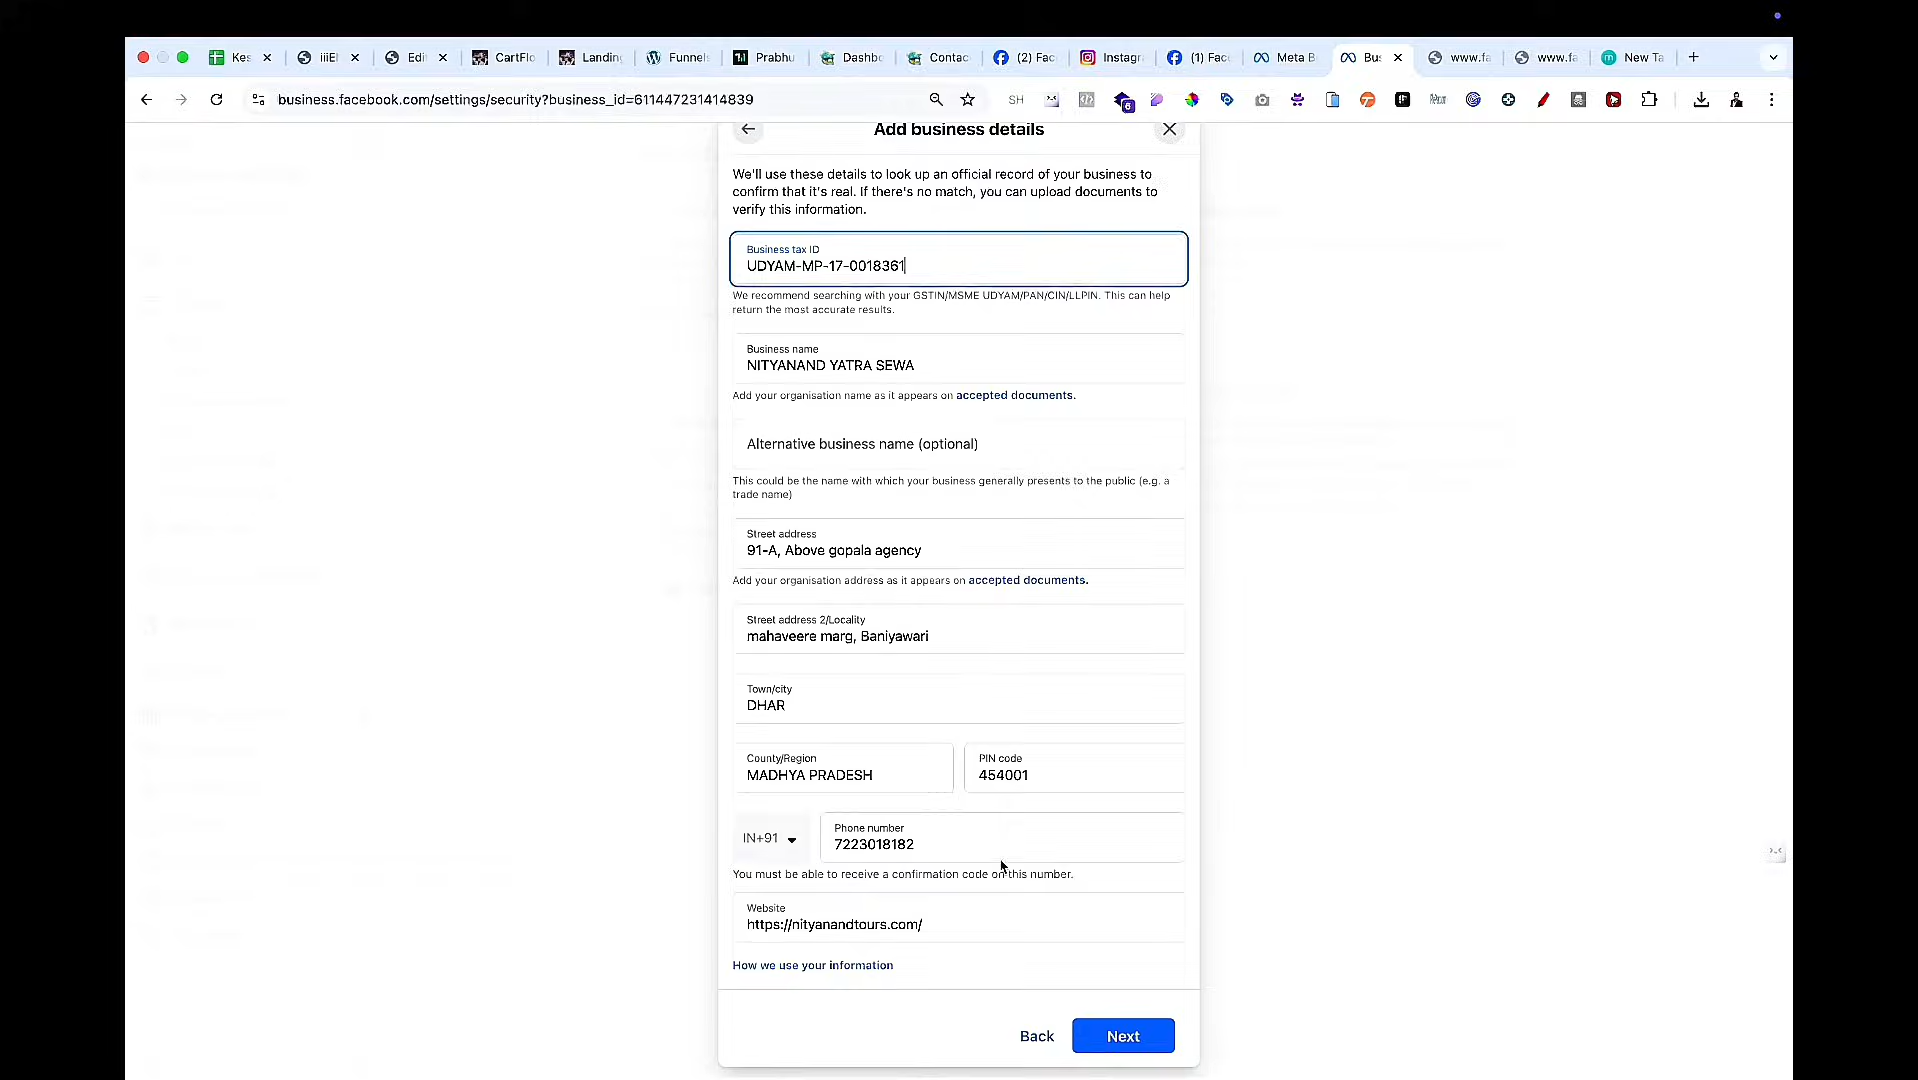 Kes
iiiEl
Edit
CartFlo
Landing
Funnels
Prabhu
Dashbo
Contac
(2) Fac
Instagra
(1) Fac
Meta B
Bus
www.fa
www.fa
New Ta
business.facebook.com/settings/security?business_id=611447231414839
SH
6
Add business details
We'll use these details to look up an official record of your business to
confirm that it's real. If there's no match, you can upload documents to
verify this information.
Business tax ID
UDYAM-MP-17-0018361
We recommend searching with your GSTIN/MSME UDYAM/PAN/CIN/LLPIN. This can help
return the most accurate results.
Business name
NITYANAND YATRA SEWA
Add your organisation name as it appears on accepted documents.
Alternative business name (optional)
This could be the name with which your business generally presents to the public (e.g. a
trade name)
Street address
91-A, Above gopala agency
Add your organisation address as it appears on accepted documents.
Street address 2/Locality
mahaveere marg, Baniyawari
Town/city
DHAR
County/Region
MADHYA PRADESH
PIN code
454001
IN+91
Phone number
7223018182
You must be able to receive a confirmation code on this number.
Website
https://nityanandtours.com/
How we use your information
Back
Next